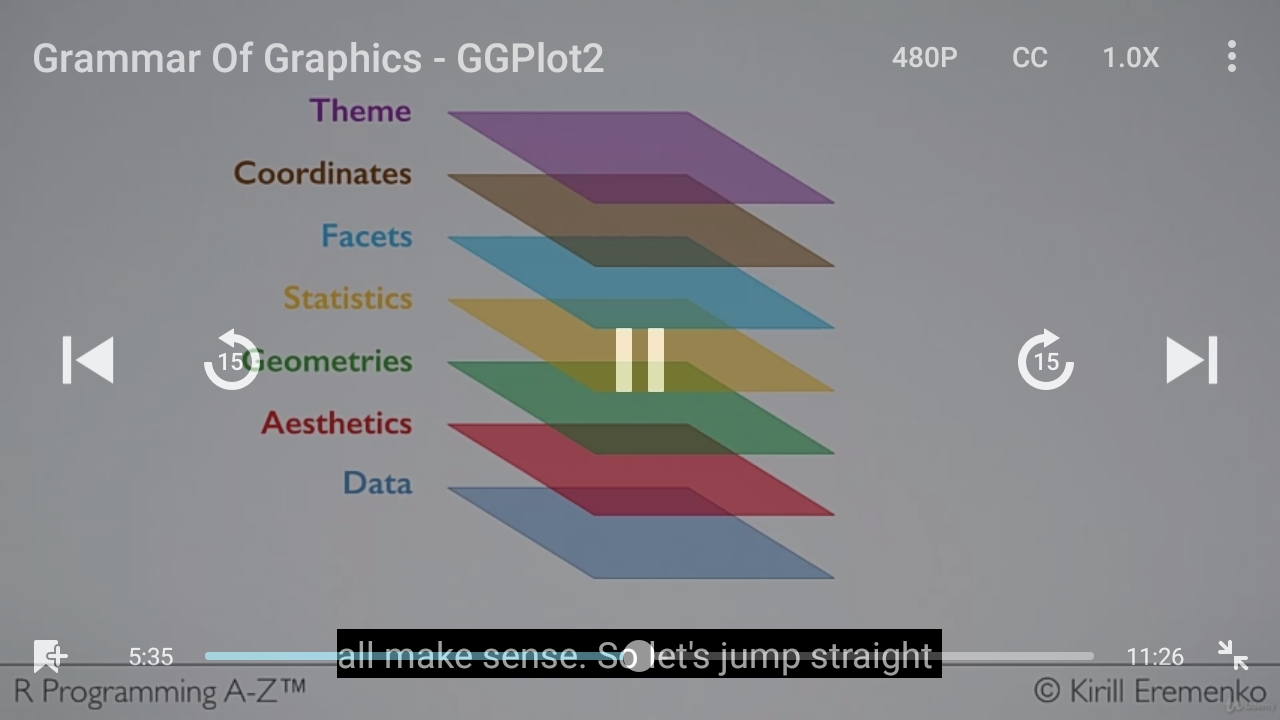 Grammar Of Graphics - GGPlot2
480P CC 1.0X
Theme
Coordinates
Facets
Statistics
15 Geometries 15
Aesthetics
Data
all make sense. So let's jump straight
5:35 11:26
R Programming A-Z™ © Kirill Eremenko
Udemy